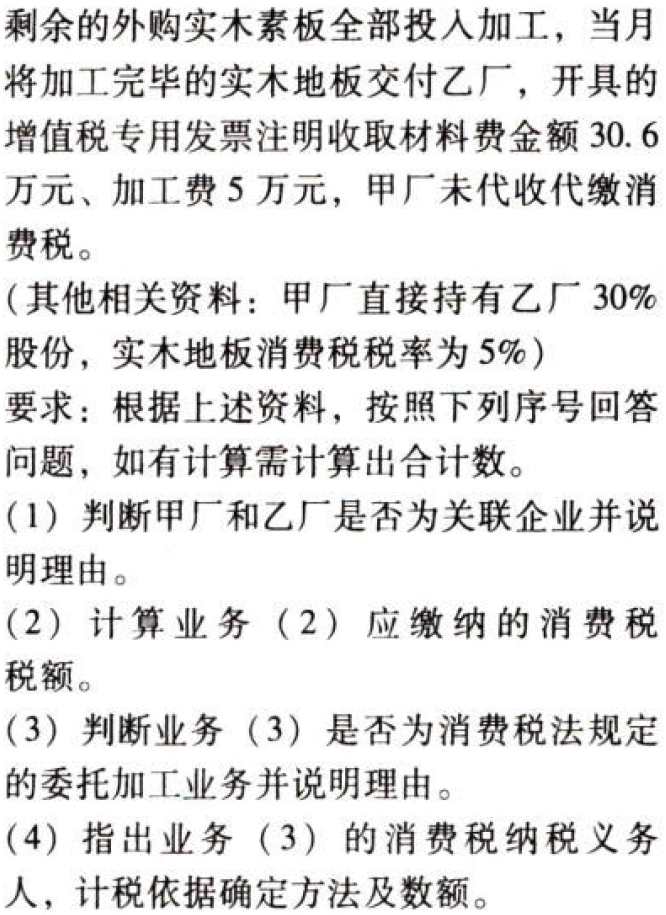 剩余的外购实木素板全部投入加工，当月
将加工完毕的实木地板交付乙厂，开具的
增值税专用发票注明收取材料费金额30.6
万元、加工费5万元，甲厂未代收代缴消
费税。
(其他相关资料：甲厂直接持有乙厂30%
股份，实木地板消费税税率为5%)
要求：根据上述资料，按照下列序号回答
问题，如有计算需计算出合计数。
(1) 判断甲厂和乙厂是否为关联企业并说
明理由。
(2) 计算业务（2）应缴纳的消费税
税额。
(3) 判断业务（3）是否为消费税法规定
的委托加工业务并说明理由。
(4) 指出业务（3）的消费税纳税义务
人，计税依据确定方法及数额。